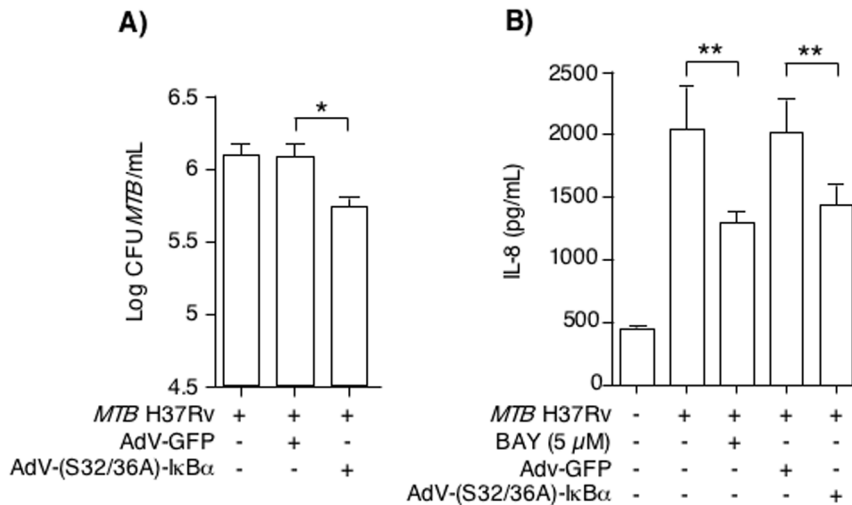 A)
B)
*
**
**
6.5
6
5.5
5
4.5
Log CFU MTB/mL
2500
2000
1500
1000
500
0
IL-8 (pg/mL)
MTB H37Rv + + +
AdV-GFP - + -
AdV-(S32/36A)-IκBα - - +
MTB H37Rv - + + + +
BAY (5 µM) - - + - -
Adv-GFP - - - + -
AdV-(S32/36A)-IκBα - - - - +